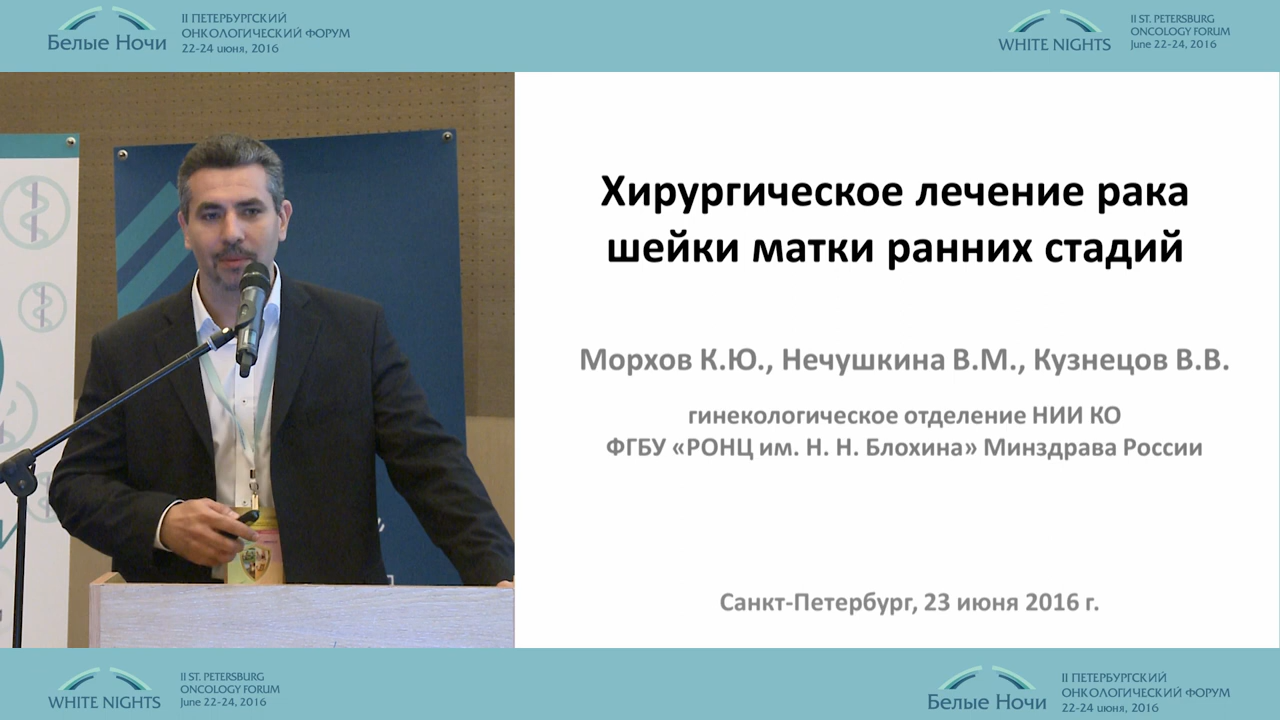 Белые Ночи
II ПЕТЕРБУРГСКИЙ
ОНКОЛОГИЧЕСКИЙ ФОРУМ
22-24 июня, 2016
WHITE NIGHTS
II ST. PETERSBURG
ONCOLOGY FORUM
June 22-24, 2016
Хирургическое лечение рака
шейки матки ранних стадий
Морхов К.Ю., Нечушкина В.М., Кузнецов В.В.
гинекологическое отделение НИИ КО
ФГБУ «РОНЦ им. Н. Н. Блохина» Минздрава России
Санкт-Петербург, 23 июня 2016 г.
WHITE NIGHTS
II ST. PETERSBURG
ONCOLOGY FORUM
June 22-24, 2016
Белые Ночи
II ПЕТЕРБУРГСКИЙ
ОНКОЛОГИЧЕСКИЙ ФОРУМ
22-24 июня, 2016